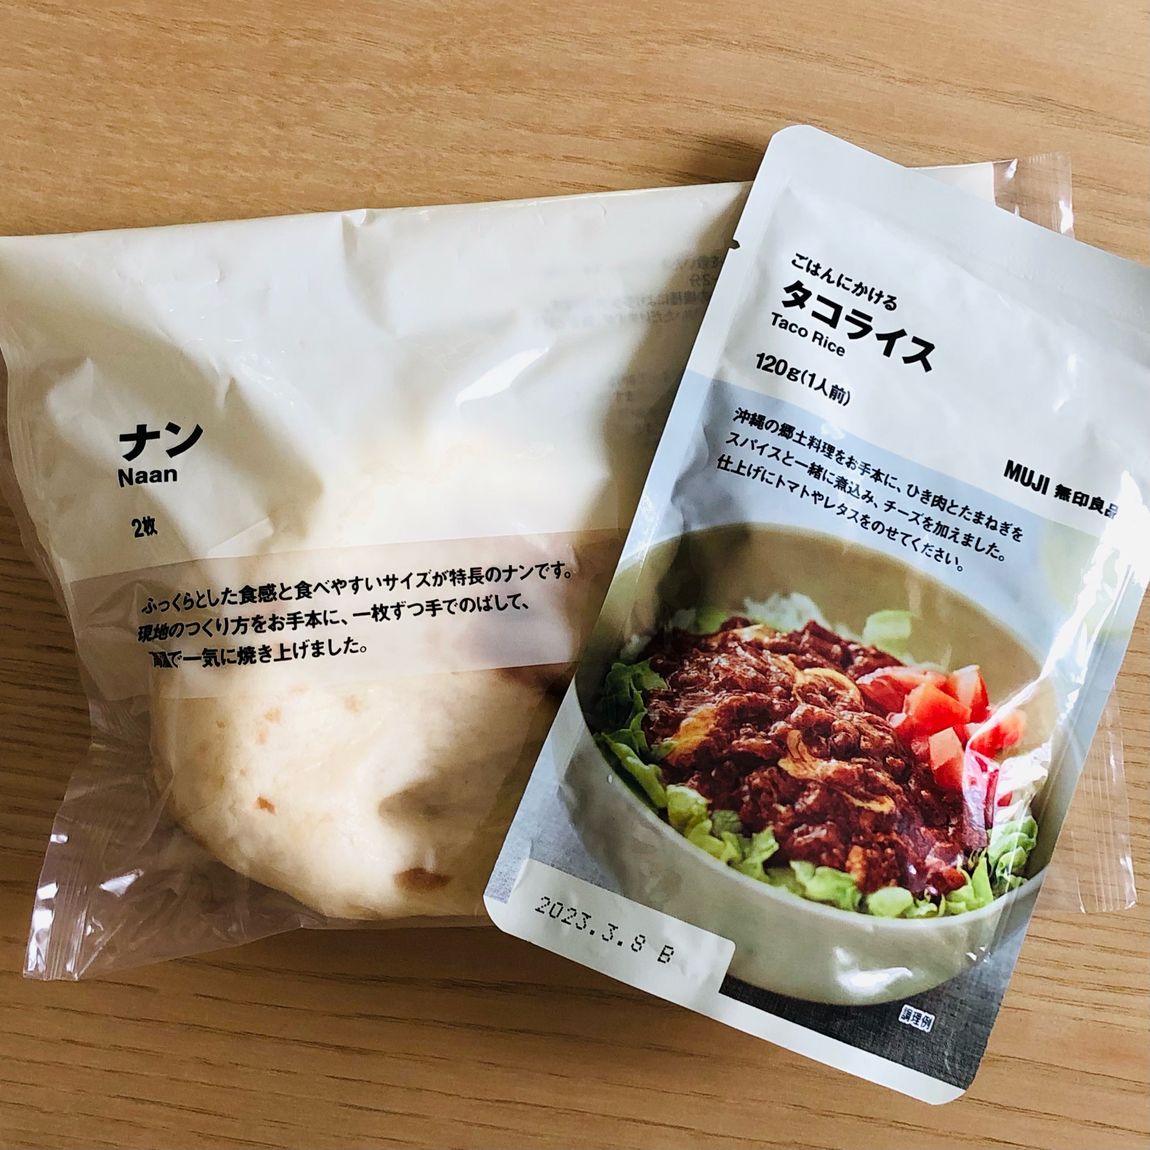 ナン
Naan
2枚
ふっくらとした食感と食べやすいサイズが特長のナンです。
現地のつくり方をお手本に、一枚ずつ手でのばして、
高温で一気に焼き上げました。
ごはんにかける
タコライス
Taco Rice
120g(1人前)
沖縄の郷土料理をお手本に、ひき肉とたまねぎを
スパイスと一緒に煮込み、チーズを加えました。
仕上げにトマトやレタスをのせてください。
MUJI 無印良品
2023.3.8 B
調理例